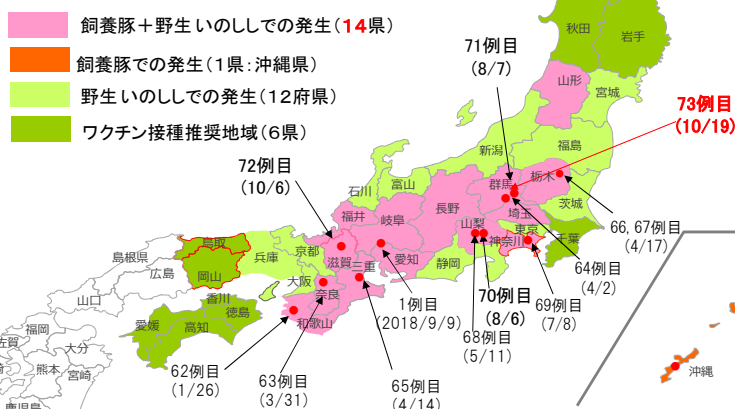 飼養豚＋野生いのししでの発生（14県）
飼養豚での発生（1県：沖縄県）
野生いのししでの発生（12府県）
ワクチン接種推奨地域（6県）
秋田
岩手
71例目
(8/7)
山形
宮城
73例目
(10/19)
新潟
福島
72例目
(10/6)
石川
富山
群馬
栃木
長野
茨城
福井
岐阜
山梨
埼玉
66, 67例目
(4/17)
鳥取
京都
東京
島根県
兵庫
滋賀
愛知
神奈川
千葉
三重
静岡
64例目
(4/2)
広島
岡山
大阪
奈良
山口
香川
1例目
(2018/9/9)
70例目
(8/6)
69例目
(7/8)
徳島
和歌山
68例目
(5/11)
愛媛
高知
福岡
佐賀
大分
熊本
宮崎
62例目
(1/26)
63例目
(3/31)
65例目
(4/14)
沖縄
鹿児島